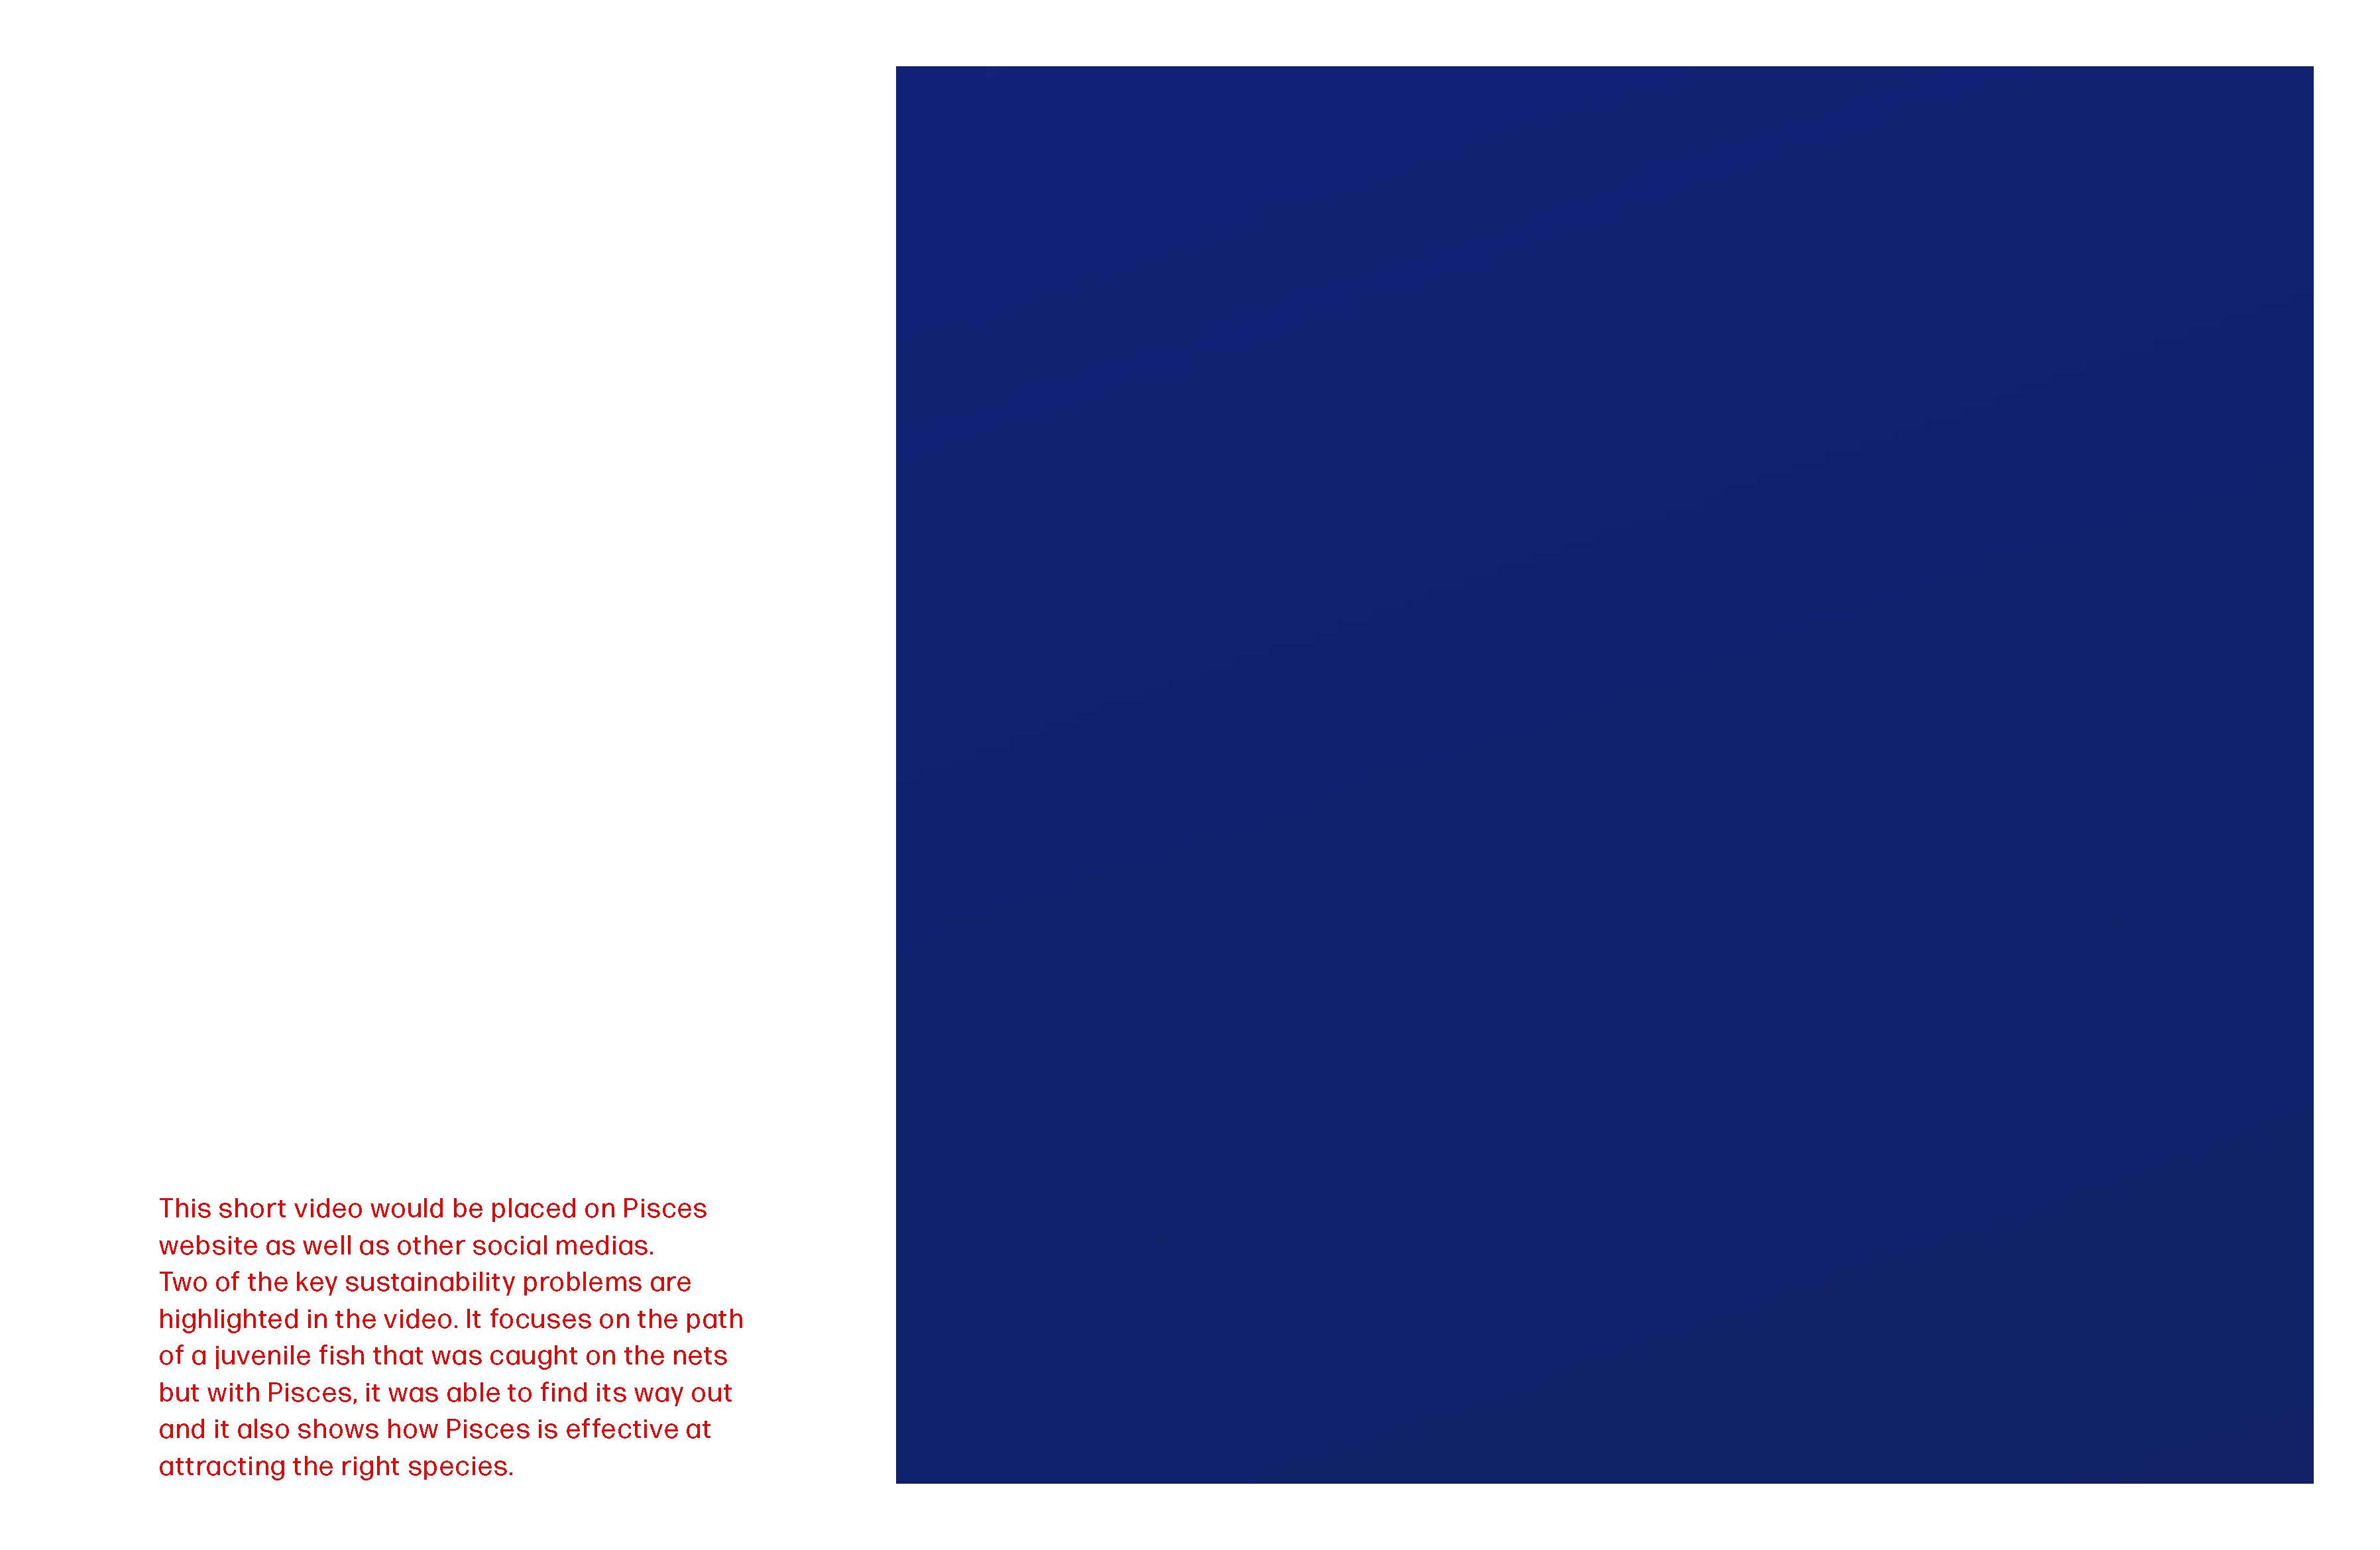 This short video would be placed on Pisces
website as well as other social medias.
Two of the key sustainability problems are
highlighted in the video. It focuses on the path
of a juvenile fish that was caught on the nets
but with Pisces, it was able to find its way out
and it also shows how Pisces is effective at
attracting the right species.